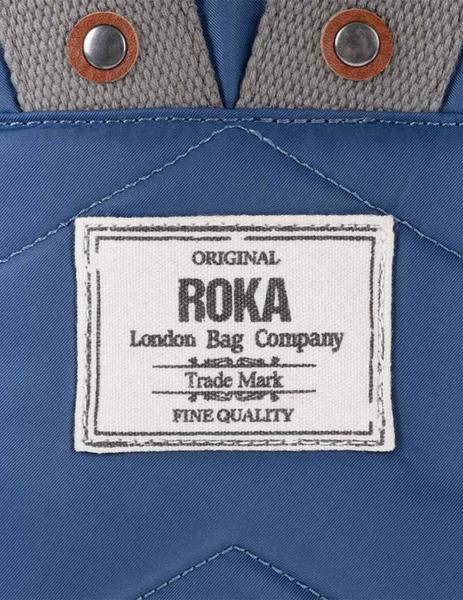 ORIGINAL
ROKA
London Bag Company
Trade Mark
FINE QUALITY